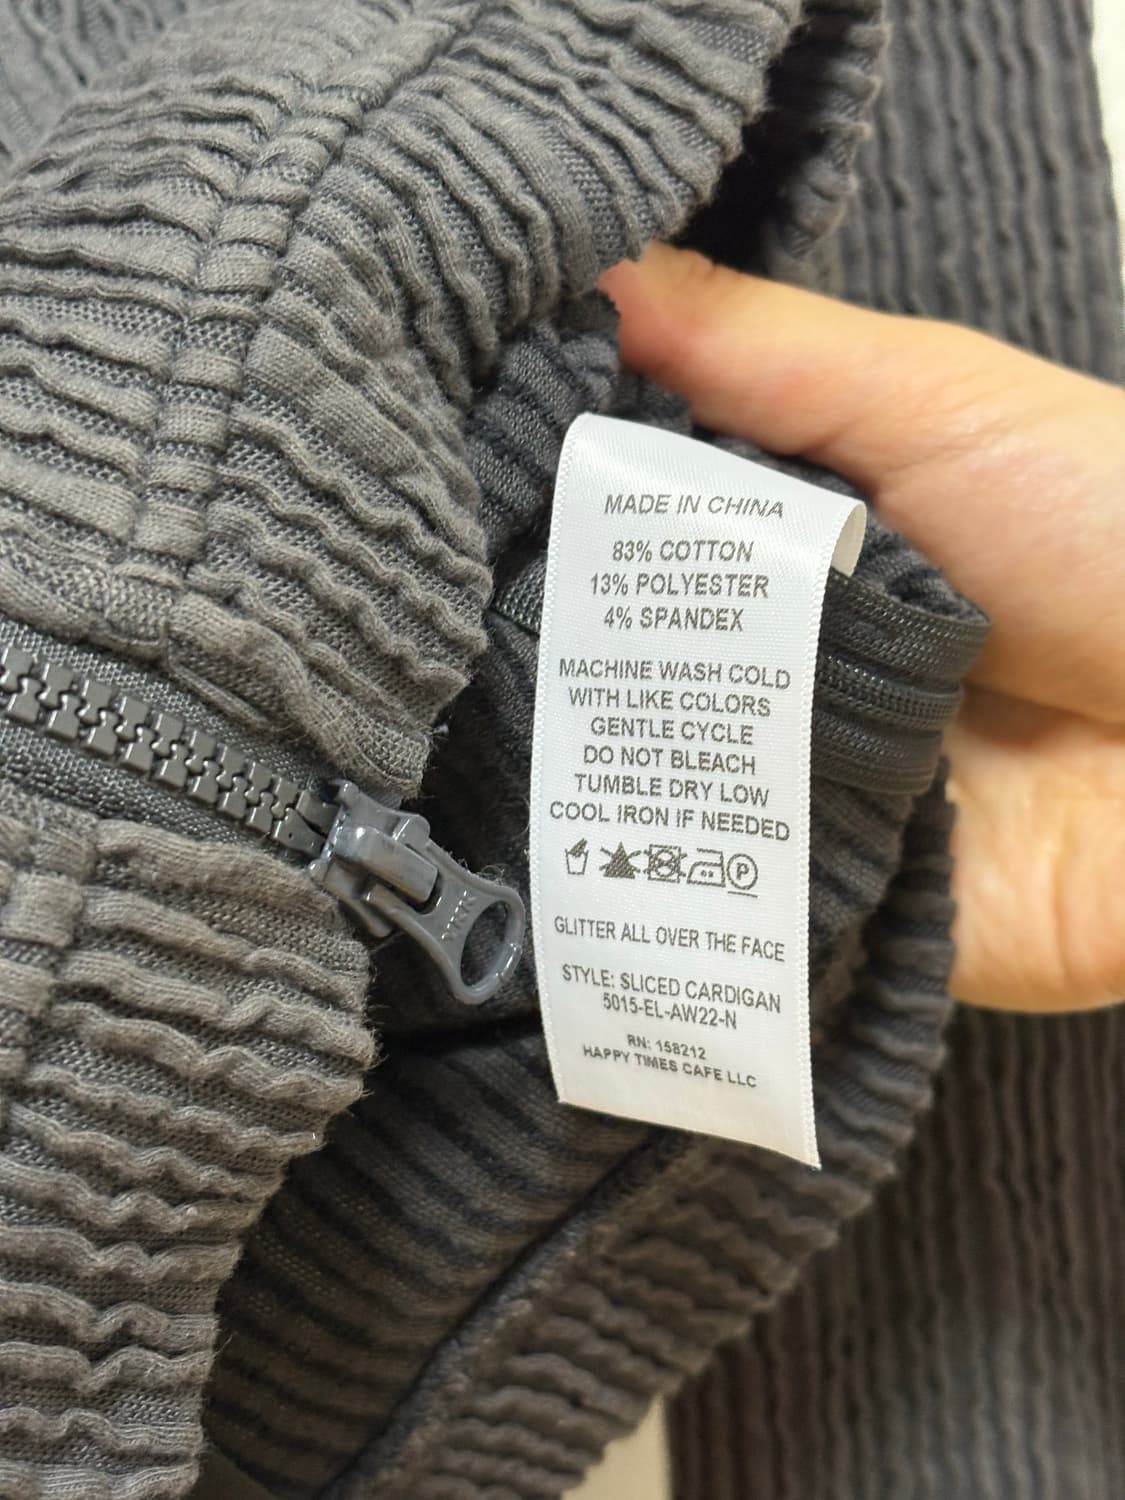 MADE IN CHINA
83% COTTON
13% POLYESTER
4% SPANDEX
MACHINE WASH COLD
WITH LIKE COLORS
GENTLE CYCLE
DO NOT BLEACH
TUMBLE DRY LOW
COOL IRON IF NEEDED
P
GLITTER ALL OVER THE FACE
STYLE: SLICED CARDIGAN
5015-EL-AW22-N
RN: 158212
HAPPY TIMES CAFE LLC